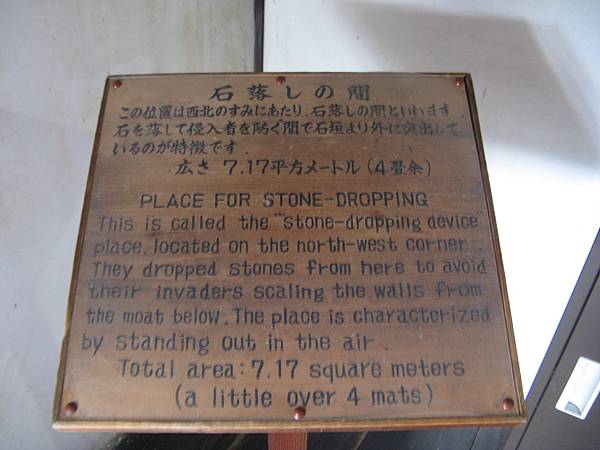 石落しの間
この位置は西北のすみにあたり、石落しの間といいます
石を落して侵入者を防ぐ間で石垣より外に突出して
いるのが特徴です.
広さ 7.17平方メートル(4畳余)
PLACE FOR STONE-DROPPING
This is called the "stone-dropping device"
place, located on the north-west corner.
They dropped stones from here to avoid
their invaders scaling the walls from
the moat below. The place is characterized
by standing out in the air.
Total area: 7.17 square meters
(a little over 4 mats)